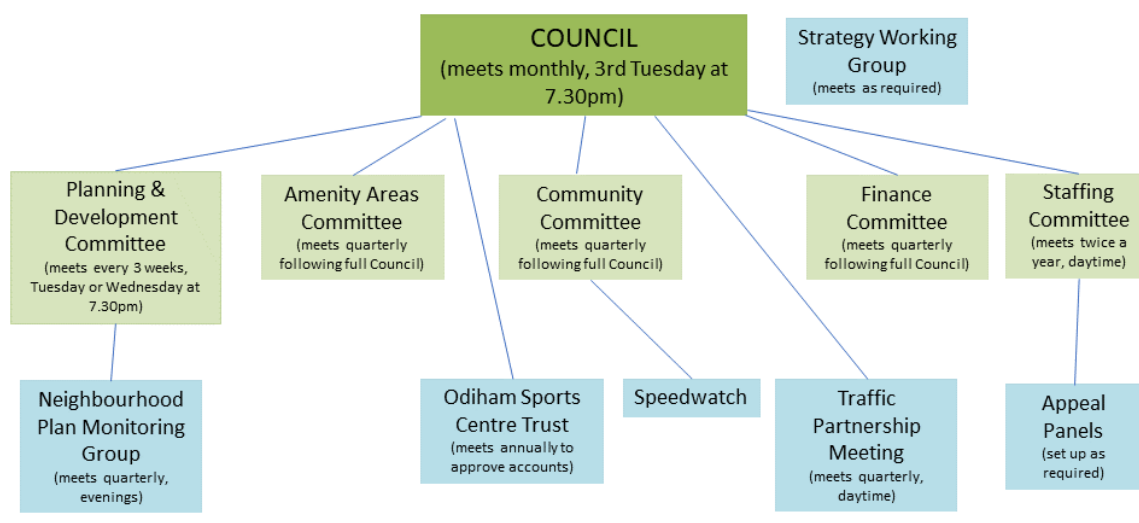 COUNCIL
(meets monthly, 3rd Tuesday at
7.30pm)
Strategy Working
Group
(meets as required)
Planning &
Development
Committee
(meets every 3 weeks,
Tuesday or Wednesday at
7.30pm)
Amenity Areas
Committee
(meets quarterly
following full Council)
Community
Committee
(meets quarterly
following full Council)
Finance
Committee
(meets quarterly
following full Council)
Staffing
Committee
(meets twice a
year, daytime)
Neighbourhood
Plan Monitoring
Group
(meets quarterly,
evenings)
Odiham Sports
Centre Trust
(meets annually to
approve accounts)
Speedwatch
Traffic
Partnership
Meeting
(meets quarterly,
daytime)
Appeal
Panels
(set up as
required)